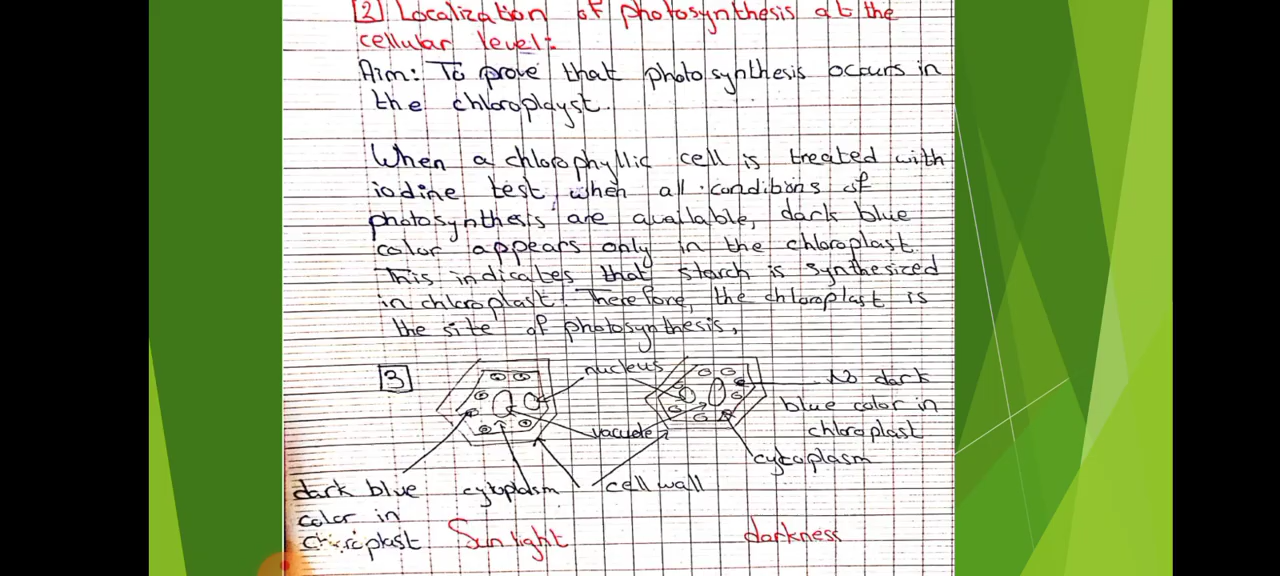 [2] Localization of photosynthesis at the
cellular level:
Aim: To prove that photosynthesis occurs in
the chloroplayst.
When a chlorophyllic cell is treated with
iodine test, when all conditions of
photosynthesis are available, dark blue
color appears only in the chloroplast.
This indicates that starch is synthesized
in chloroplast. Therefore, the chloroplast is
the site of photosynthesis,
[3]
nucleus
No dark
blue color in
chloroplast
vacuole
cytoplasm
dark blue
color in
chloroplast
cytoplasm
cell wall
Sun light
darkness